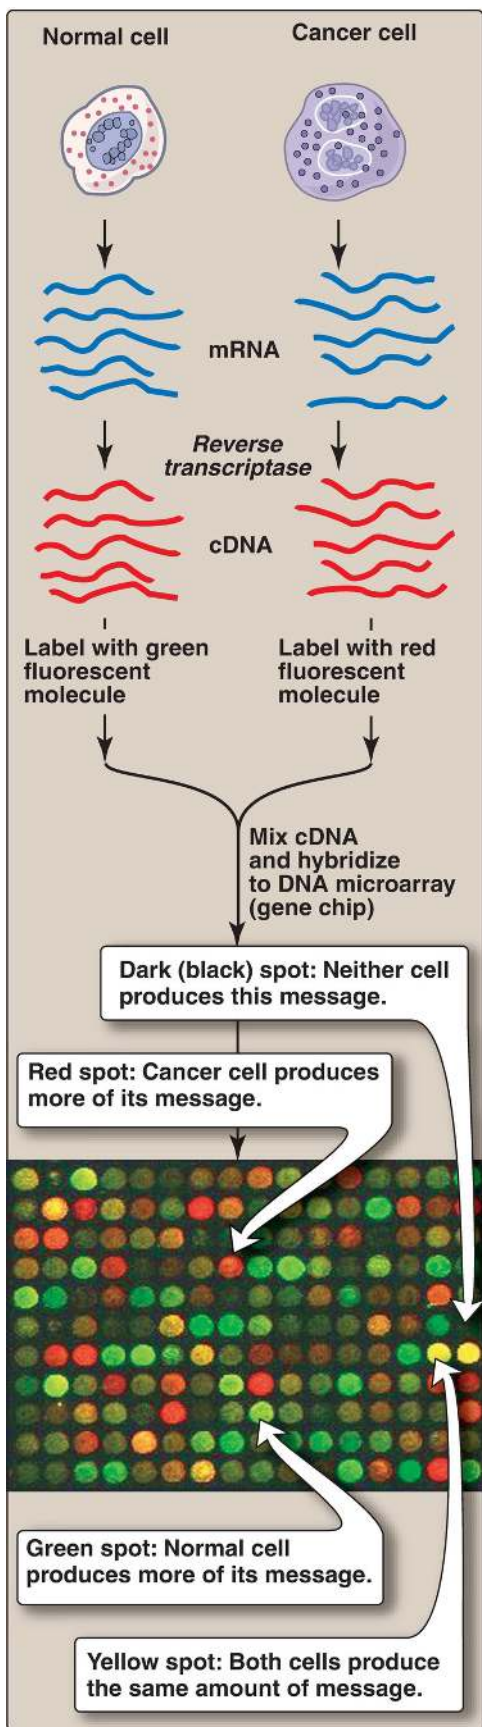 Normal cell
Cancer cell
mRNA
Reverse
transcriptase
cDNA
Label with green
fluorescent
molecule
Label with red
fluorescent
molecule
Mix cDNA
and hybridize
to DNA microarray
(gene chip)
Dark (black) spot: Neither cell
produces this message.
Red spot: Cancer cell produces
more of its message.
Green spot: Normal cell
produces more of its message.
Yellow spot: Both cells produce
the same amount of message.